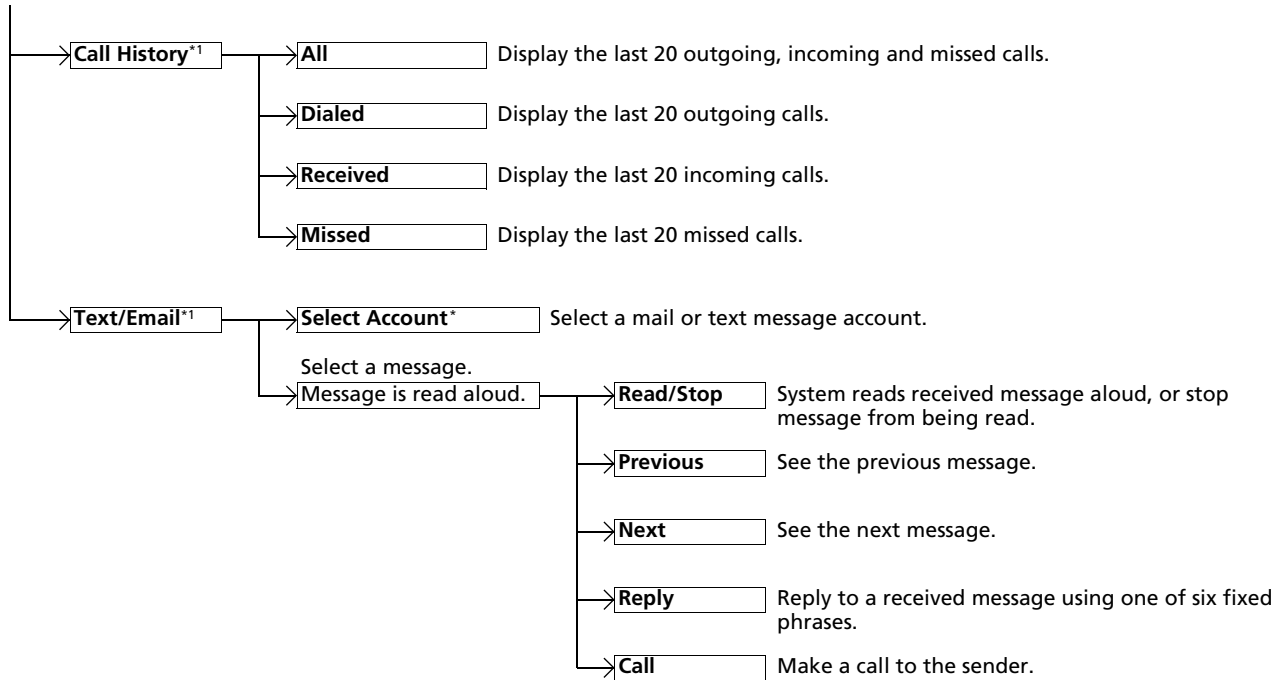 Call History*1
All
Display the last 20 outgoing, incoming and missed calls.
Dialed
Display the last 20 outgoing calls.
Received
Display the last 20 incoming calls.
Missed
Display the last 20 missed calls.
Text/Email*1
Select Account*
Select a mail or text message account.
Select a message.
Message is read aloud.
Read/Stop
System reads received message aloud, or stop
message from being read.
Previous
See the previous message.
Next
See the next message.
Reply
Reply to a received message using one of six fixed
phrases.
Call
Make a call to the sender.